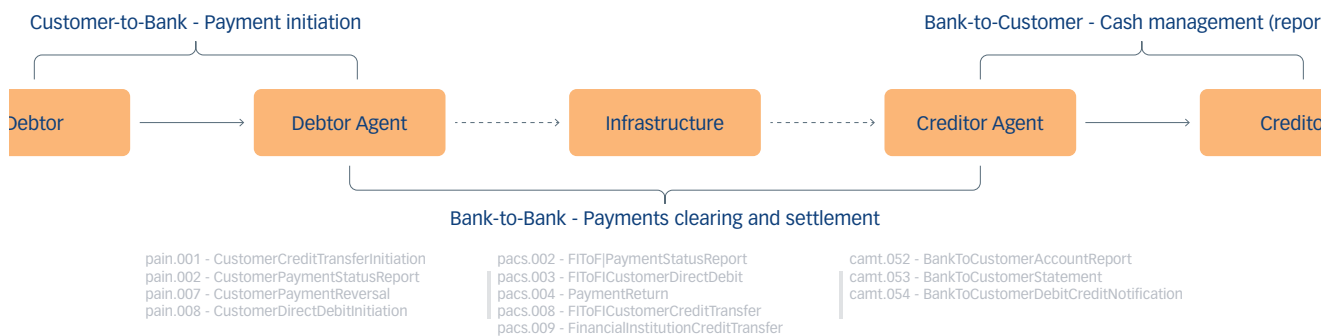 Customer-to-Bank - Payment initiation
Bank-to-Customer - Cash management (repor
Debtor
Debtor Agent
Infrastructure
Creditor Agent
Credito
Bank-to-Bank - Payments clearing and settlement
pain.001 - CustomerCreditTransferInitiation
pain.002 - CustomerPaymentStatusReport
pain.007 - CustomerPaymentReversal
pain.008 - CustomerDirectDebitInitiation
pacs.002 - FIToF|PaymentStatusReport
pacs.003 - FIToFICustomerDirectDebit
pacs.004 - PaymentReturn
pacs.008 - FIToFICustomerCreditTransfer
pacs.009 - FinancialInstitutionCreditTransfer
camt.052 - BankToCustomerAccountReport
camt.053 - BankToCustomerStatement
camt.054 - BankToCustomerDebitCreditNotification